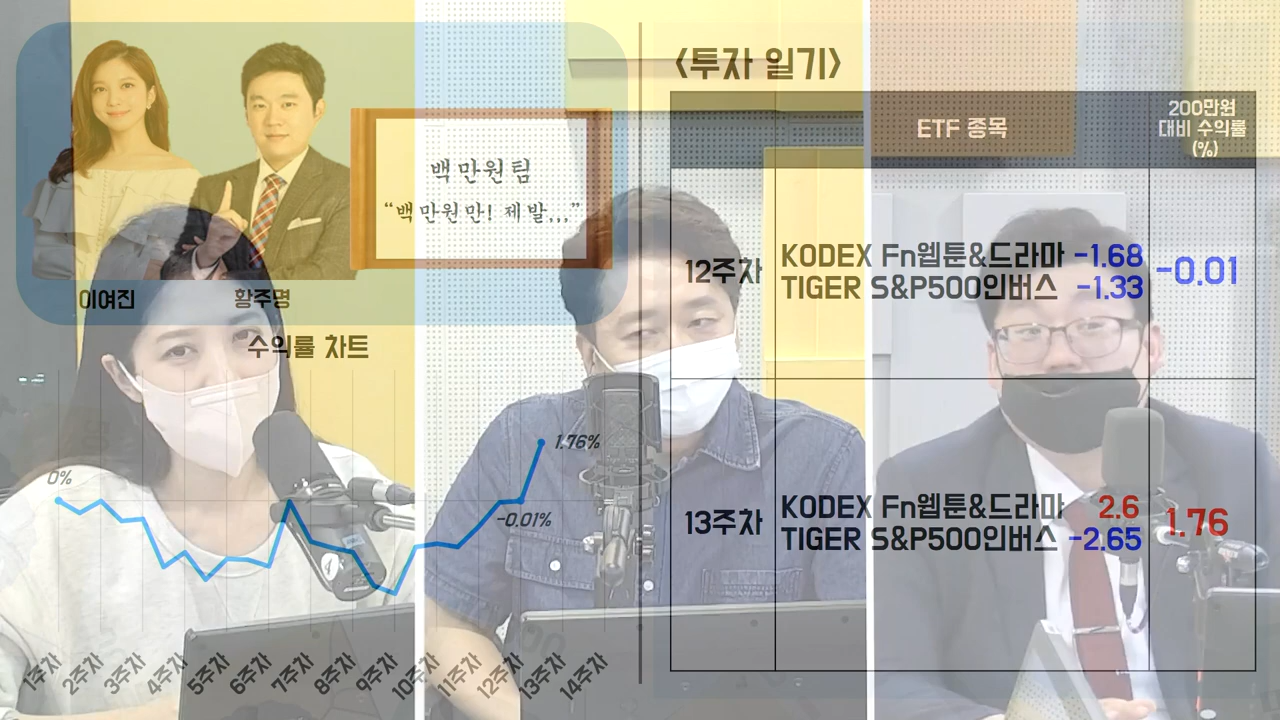 백만원팀
“백만원만! 제발,,,”
이여진
황주명
수익률 차트
0%
1.76%
-0.01%
1주차
2주차
3주차
4주차
5주차
6주차
7주차
8주차
9주차
10주차
11주차
12주차
13주차
14주차
<투자 일기>
ETF 종목
200만원
대비 수익률
(%)
12주차
KODEX Fn웹툰&드라마 -1.68
TIGER S&P500인버스 -1.33
-0.01
13주차
KODEX Fn웹툰&드라마 2.6
TIGER S&P500인버스 -2.65
1.76